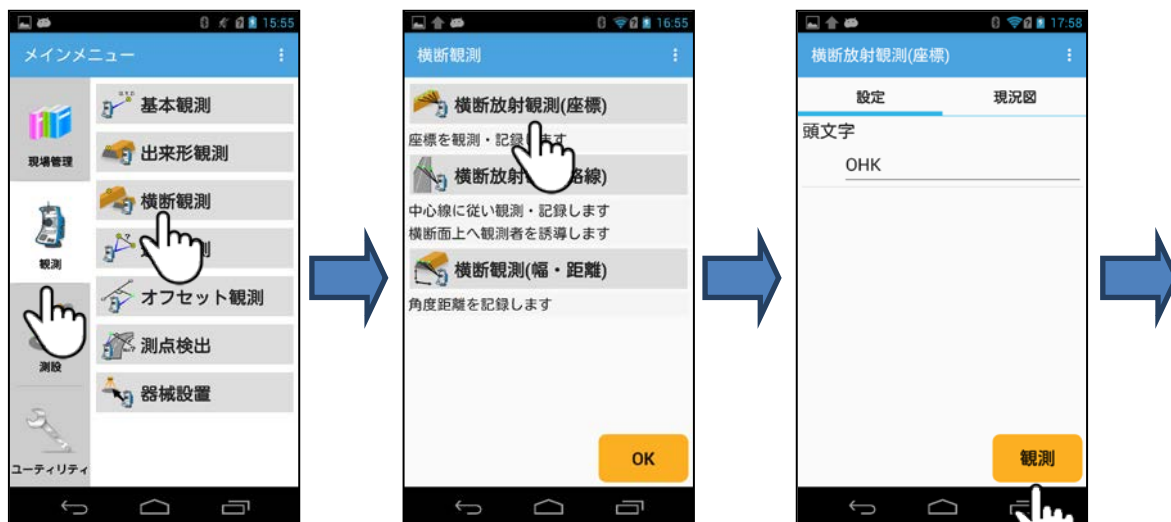 15:55
メインメニュー
現場管理
観測
測設
ユーティリティ
基本観測
出来形観測
横断観測
オフセット観測
測点検出
器械設置
16:55
横断観測
横断放射観測(座標)
座標を観測・記録します
横断放射
路線)
中心線に従い観測・記録します
横断面上へ観測者を誘導します
横断観測(幅・距離)
角度距離を記録します
OK
17:58
横断放射観測(座標)
設定
現況図
頭文字
OHK
観測